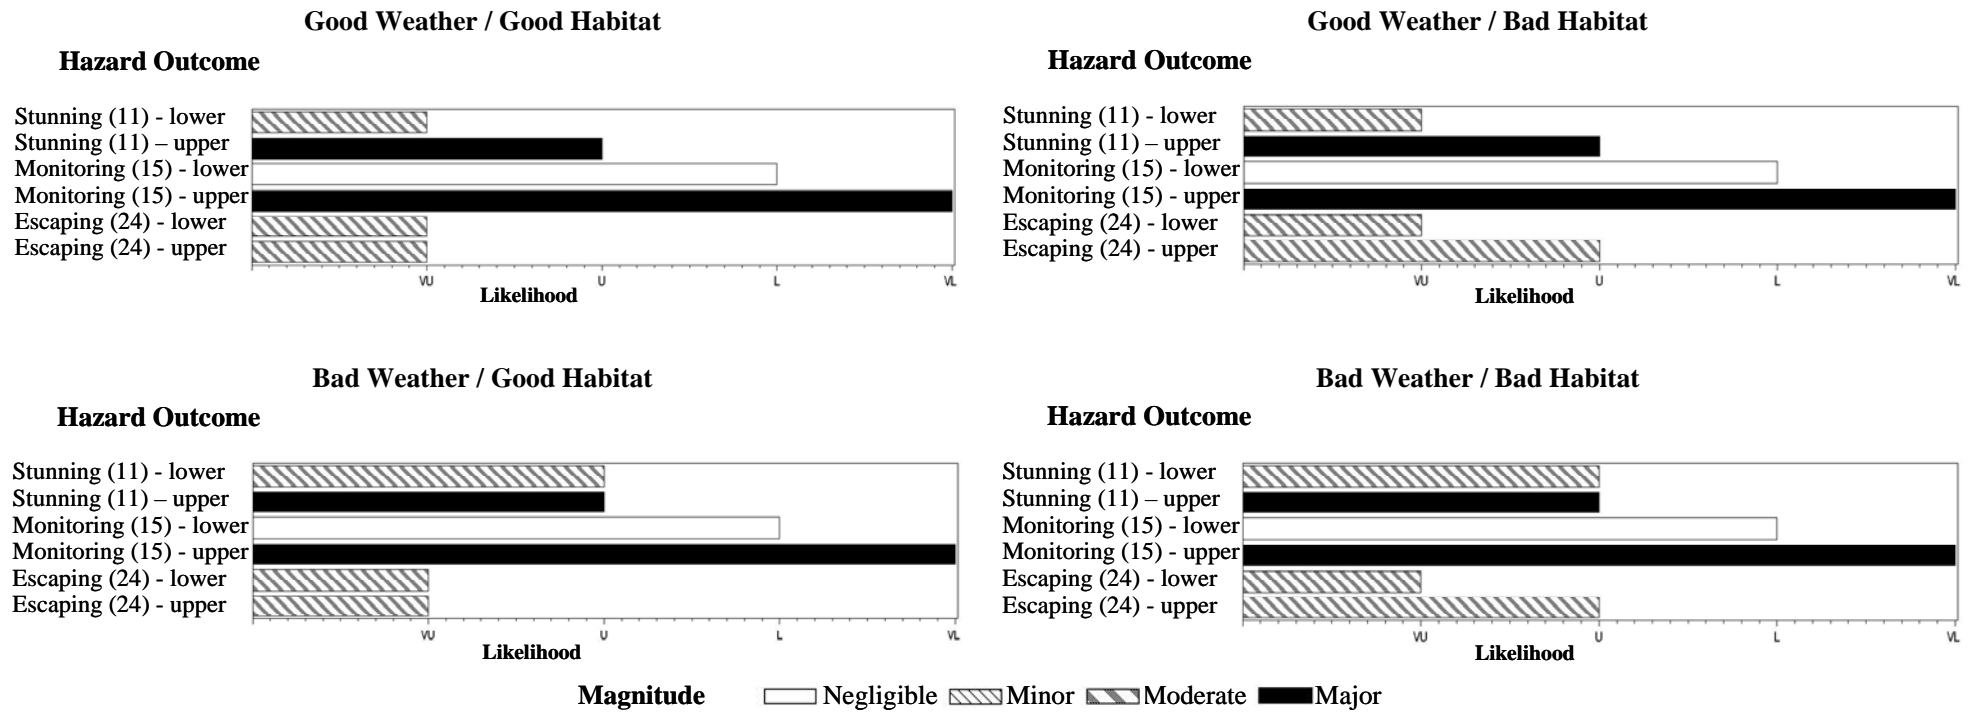 Good Weather / Good Habitat
Hazard Outcome
Stunning (11) - lower
Stunning (11) – upper
Monitoring (15) - lower
Monitoring (15) - upper
Escaping (24) - lower
Escaping (24) - upper
VU U L VL
Likelihood
Good Weather / Bad Habitat
Hazard Outcome
Stunning (11) - lower
Stunning (11) – upper
Monitoring (15) - lower
Monitoring (15) - upper
Escaping (24) - lower
Escaping (24) - upper
VU U L VL
Likelihood
Bad Weather / Good Habitat
Hazard Outcome
Stunning (11) - lower
Stunning (11) – upper
Monitoring (15) - lower
Monitoring (15) - upper
Escaping (24) - lower
Escaping (24) - upper
VU U L VL
Likelihood
Bad Weather / Bad Habitat
Hazard Outcome
Stunning (11) - lower
Stunning (11) – upper
Monitoring (15) - lower
Monitoring (15) - upper
Escaping (24) - lower
Escaping (24) - upper
VU U L VL
Likelihood
Magnitude Negligible Minor Moderate Major